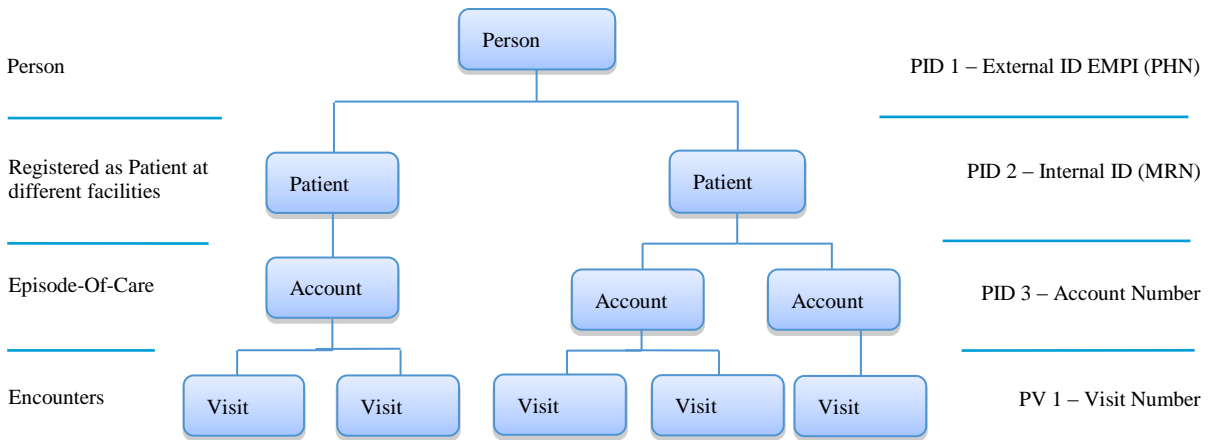 Person
Person
PID 1 – External ID EMPI (PHN)
Registered as Patient at
different facilities
Patient
Patient
PID 2 – Internal ID (MRN)
Episode-Of-Care
Account
Account
Account
PID 3 – Account Number
Encounters
Visit
Visit
Visit
Visit
Visit
PV 1 – Visit Number